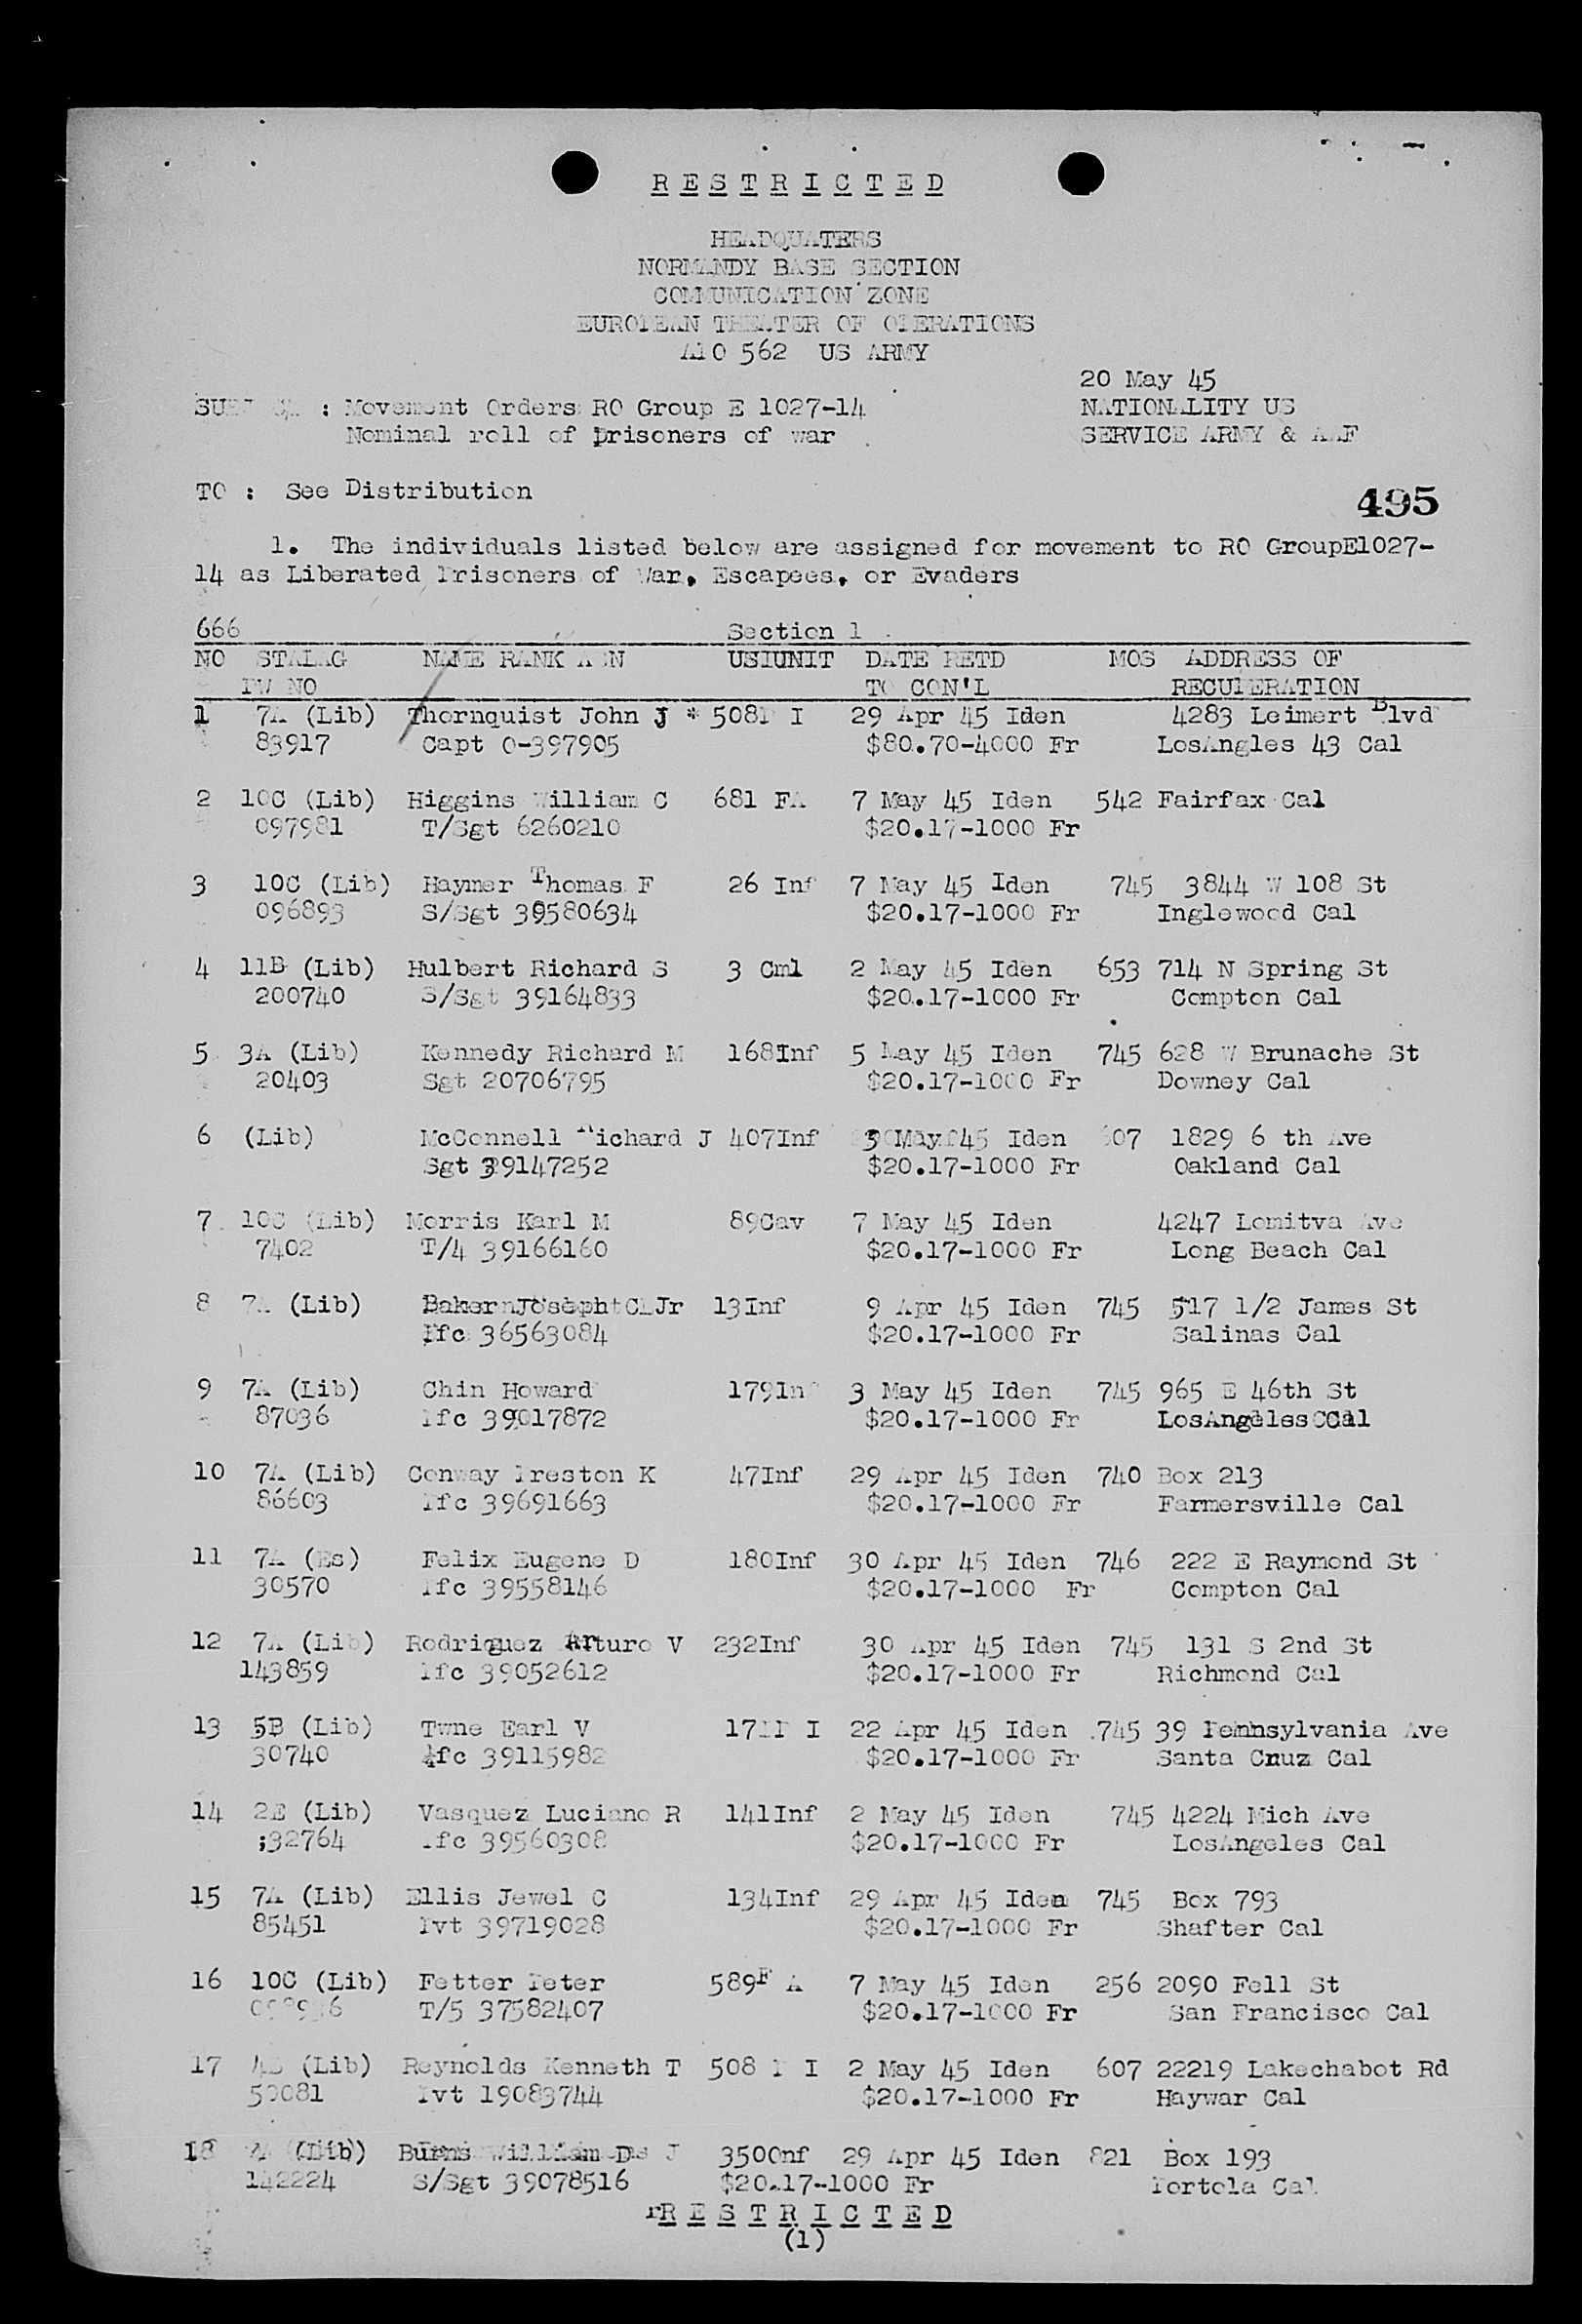 R E S T R I C T E D
HEADQUATERS
NORMANDY BASE SECTION
COMMUNICATION ZONE
EUROPEAN THEATER OF OPERATIONS
APO 562 US ARMY
20 May 45
: Movement Orders RO Group E 1027-14 NATIONALITY US
Nominal roll of prisoners of war SERVICE ARMY & AAF
TO : See Distribution
495
1. The individuals listed below are assigned for movement to RO GroupE1027-
14 as Liberated Prisoners of War, Escapees, or Evaders
666 Section 1
NO STALAG NAME RANK ASN USIUNIT DATE RETD MOS ADDRESS OF
PW NO TO CON'L RECUPERATION
1 7A (Lib) Thornquist John J * 508P I 29 Apr 45 Iden 4283 Leimert Blvd
83917 Capt O-397905 $80.70-4000 Fr LosAngles 43 Cal
2 10C (Lib) Higgins William C 681 FA 7 May 45 Iden 542 Fairfax Cal
097981 T/Sgt 6260210 $20.17-1000 Fr
3 10C (Lib) Haymer Thomas F 26 Inf 7 May 45 Iden 745 3844 W 108 St
096893 S/Sgt 39580634 $20.17-1000 Fr Inglewood Cal
4 11B (Lib) Hulbert Richard S 3 Cml 2 May 45 Iden 653 714 N Spring St
200740 S/Sgt 39164833 $20.17-1000 Fr Compton Cal
5 3A (Lib) Kennedy Richard M 168Inf 5 May 45 Iden 745 628 W Brunache St
20403 Sgt 20706795 $20.17-1000 Fr Downey Cal
6 (Lib) McConnell Richard J 407Inf 3 May 45 Iden 607 1829 6 th Ave
Sgt 39147252 $20.17-1000 Fr Oakland Cal
7 10C (Lib) Morris Karl M 89Cav 7 May 45 Iden 4247 Lomitva Ave
7402 T/4 39166160 $20.17-1000 Fr Long Beach Cal
8 7A (Lib) Baker Joseph C Jr 13Inf 9 Apr 45 Iden 745 517 1/2 James St
Pfc 36563084 $20.17-1000 Fr Salinas Cal
9 7A (Lib) Chin Howard 179Inf 3 May 45 Iden 745 965 E 46th St
87036 Pfc 39017872 $20.17-1000 Fr LosAngeles Cal
10 7A (Lib) Conway Preston K 47Inf 29 Apr 45 Iden 740 Box 213
86603 Pfc 39691663 $20.17-1000 Fr Farmersville Cal
11 7A (Es) Felix Eugene D 180Inf 30 Apr 45 Iden 746 222 E Raymond St
30570 Pfc 39558146 $20.17-1000 Fr Compton Cal
12 7A (Lib) Rodriguez Arturo V 232Inf 30 Apr 45 Iden 745 131 S 2nd St
143859 Pfc 39052612 $20.17-1000 Fr Richmond Cal
13 5B (Lib) Twne Earl V I 22 Apr 45 Iden 745 39 Pennsylvania Ave
30740 Pfc 39115982 $20.17-1000 Fr Santa Cruz Cal
14 2E (Lib) Vasquez Luciano R 141Inf 2 May 45 Iden 745 4224 Mich Ave
;32764 Pfc 39560308 $20.17-1000 Fr LosAngeles Cal
15 7A (Lib) Ellis Jewel C 134Inf 29 Apr 45 Iden 745 Box 793
85451 Pvt 39719028 $20.17-1000 Fr Shafter Cal
16 10C (Lib) Fetter Peter 589F A 7 May 45 Iden 256 2090 Fell St
T/5 37582407 $20.17-1000 Fr San Francisco Cal
17 4B (Lib) Reynolds Kenneth T 508 P I 2 May 45 Iden 607 22219 Lakechabot Rd
50081 Pvt 19083744 $20.17-1000 Fr Haywar Cal
18 (Lib) Burns William D 350Onf 29 Apr 45 Iden 821 Box 193
142224 S/Sgt 39078516 $20.17-1000 Fr Portola Cal
rR E S T R I C T E D
(1)